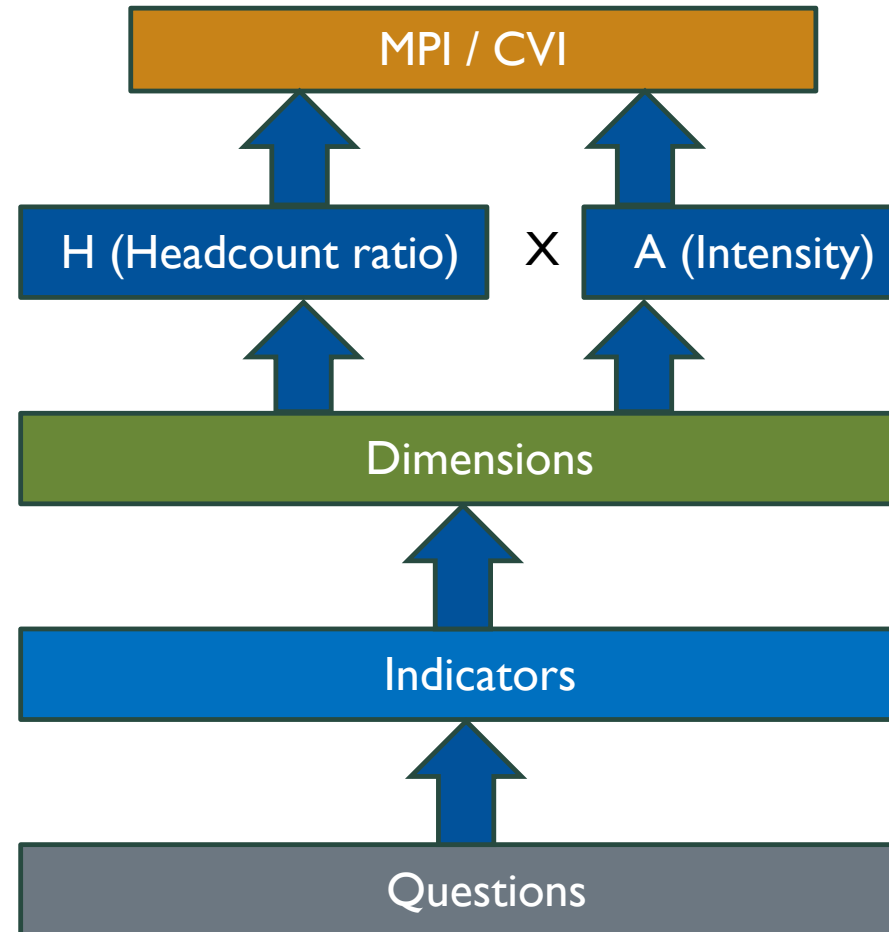 MPI / CVI
H (Headcount ratio) X A (Intensity)
Dimensions
Indicators
Questions